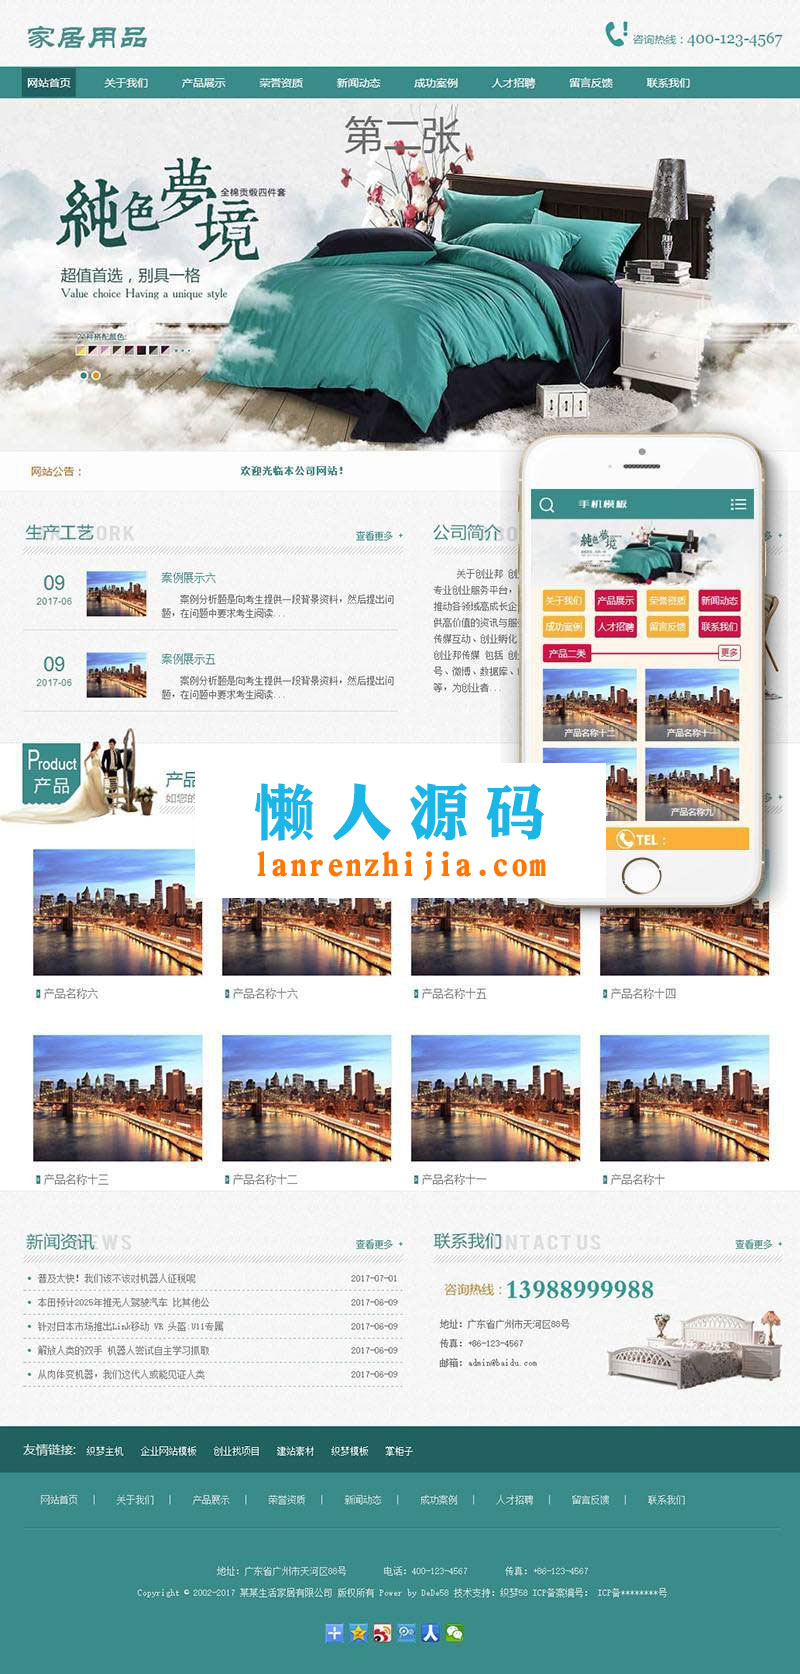 家居用品
咨询热线：400-123-4567
网站首页 关于我们 产品展示 荣誉资质 新闻动态 成功案例 人才招聘 留言反馈 联系我们
第二张
純色夢境
全棉贡缎四件套
超值首选，别具一格
Value choice Having a unique style
种搭配颜色:
网站公告：
欢迎光临本公司网站!
生产工艺 WORK
查看更多 +
09
2017-06
案例展示六
案例分析题是向考生提供一段背景资料，然后提出问题，在问题中要求考生阅读...
09
2017-06
案例展示五
案例分析题是向考生提供一段背景资料，然后提出问题，在问题中要求考生阅读...
公司简介
关于创业邦 创
专业创业服务平台，
推动各领域高成长企
供高价值的资讯与服
传媒互动、创业孵化
创业邦传媒 包括 创
号、微博、数据库、
等，为创业者...
手机模板
純色夢境
关于我们 产品展示 荣誉资质 新闻动态
成功案例 人才招聘 留言反馈 联系我们
产品二类
更多
产品名称十二 产品名称十一
产品名称九
TEL：
Product
产品
产品
如您的
懒人源码
lanrenzhijia.com
产品名称六
产品名称十六
产品名称十五
产品名称十四
产品名称十三
产品名称十二
产品名称十一
产品名称十
新闻资讯 NEWS
查看更多 +
普及太快！我们该不该对机器人征税呢 2017-07-01
本田预计2025年推无人驾驶汽车 比其他公 2017-06-09
针对日本市场推出Link移动 VR 头盔:U11专属 2017-06-09
解放人类的双手 机器人尝试自主学习抓取 2017-06-09
从肉体变机器，我们这代人或能见证人类 2017-06-09
联系我们 CONTACT US
查看更多 +
咨询热线：13988999988
地址：广东省广州市天河区88号
传真：+86-123-4567
邮箱：admin@baidu.com
友情链接: 织梦主机 企业网站模板 创业找项目 建站素材 织梦模板 掌柜子
网站首页 | 关于我们 | 产品展示 | 荣誉资质 | 新闻动态 | 成功案例 | 人才招聘 | 留言反馈 | 联系我们
地址：广东省广州市天河区88号 电话：400-123-4567 传真：+86-123-4567
Copyright © 2002-2017 某某生活家居有限公司 版权所有 Power by DeDe58 技术支持：织梦58 ICP备案编号： ICP备********号